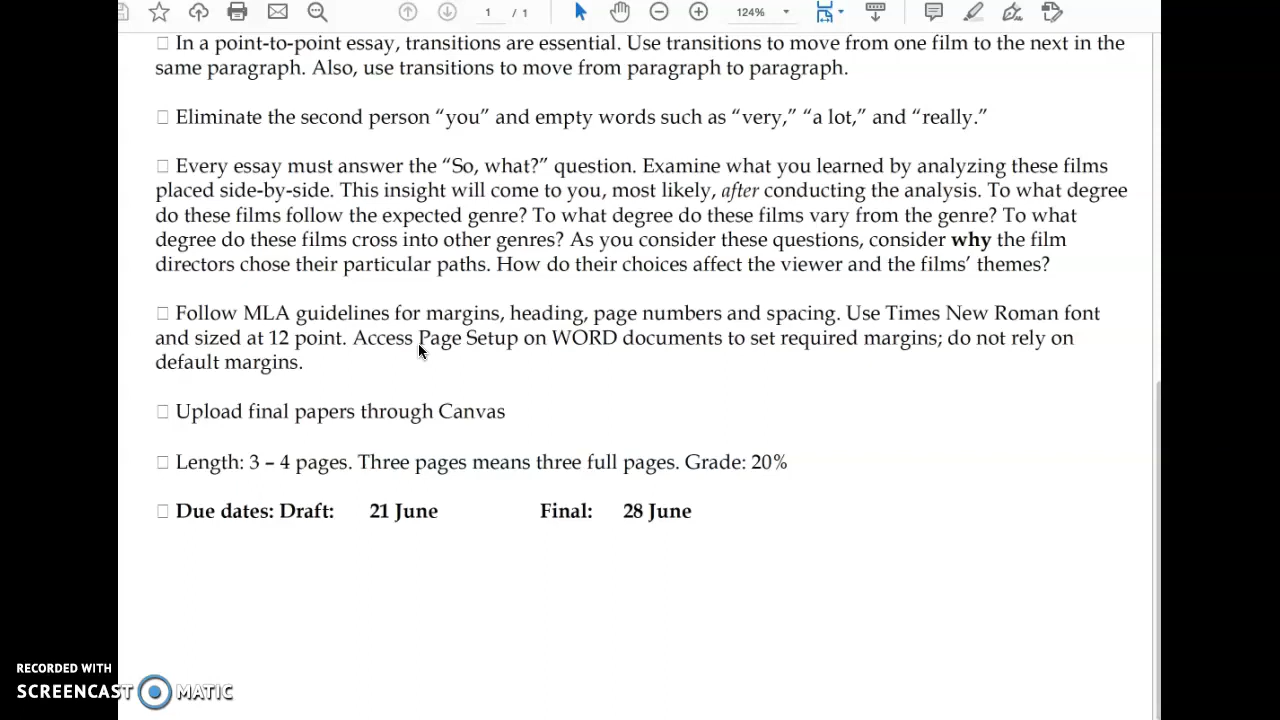 1 / 1 124%
□ In a point-to-point essay, transitions are essential. Use transitions to move from one film to the next in the
same paragraph. Also, use transitions to move from paragraph to paragraph.
□ Eliminate the second person “you” and empty words such as “very,” “a lot,” and “really.”
□ Every essay must answer the “So, what?” question. Examine what you learned by analyzing these films
placed side-by-side. This insight will come to you, most likely, after conducting the analysis. To what degree
do these films follow the expected genre? To what degree do these films vary from the genre? To what
degree do these films cross into other genres? As you consider these questions, consider why the film
directors chose their particular paths. How do their choices affect the viewer and the films’ themes?
□ Follow MLA guidelines for margins, heading, page numbers and spacing. Use Times New Roman font
and sized at 12 point. Access Page Setup on WORD documents to set required margins; do not rely on
default margins.
□ Upload final papers through Canvas
□ Length: 3 – 4 pages. Three pages means three full pages. Grade: 20%
□ Due dates: Draft: 21 June Final: 28 June
RECORDED WITH
SCREENCAST MATIC